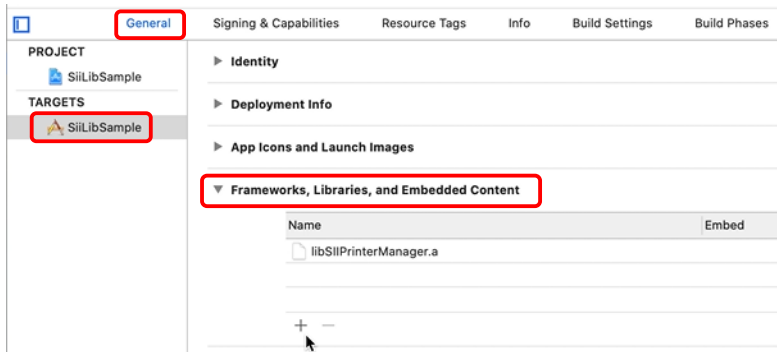 General Signing & Capabilities Resource Tags Info Build Settings Build Phases
PROJECT
SiiLibSample
TARGETS
SiiLibSample
Identity
Deployment Info
App Icons and Launch Images
Frameworks, Libraries, and Embedded Content
Name Embed
libSIIPrinterManager.a